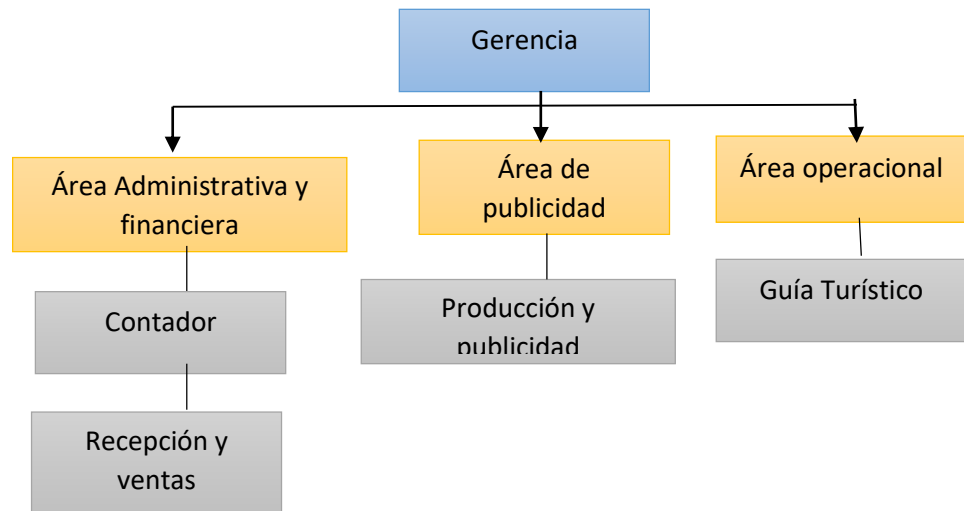 Gerencia
Área Administrativa y
financiera
Área de
publicidad
Área operacional
Contador
Producción y
publicidad
Guía Turístico
Recepción y
ventas